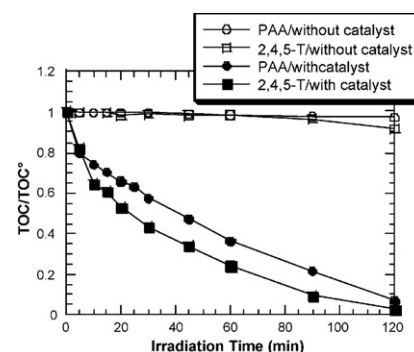 PAA/without catalyst
2,4,5-T/without catalyst
PAA/withcatalyst
2,4,5-T/with catalyst
1.2
1
0.8
0.6
0.4
0.2
0
TOC/TOC°
0 20 40 60 80 100 120
Irradiation Time (min)